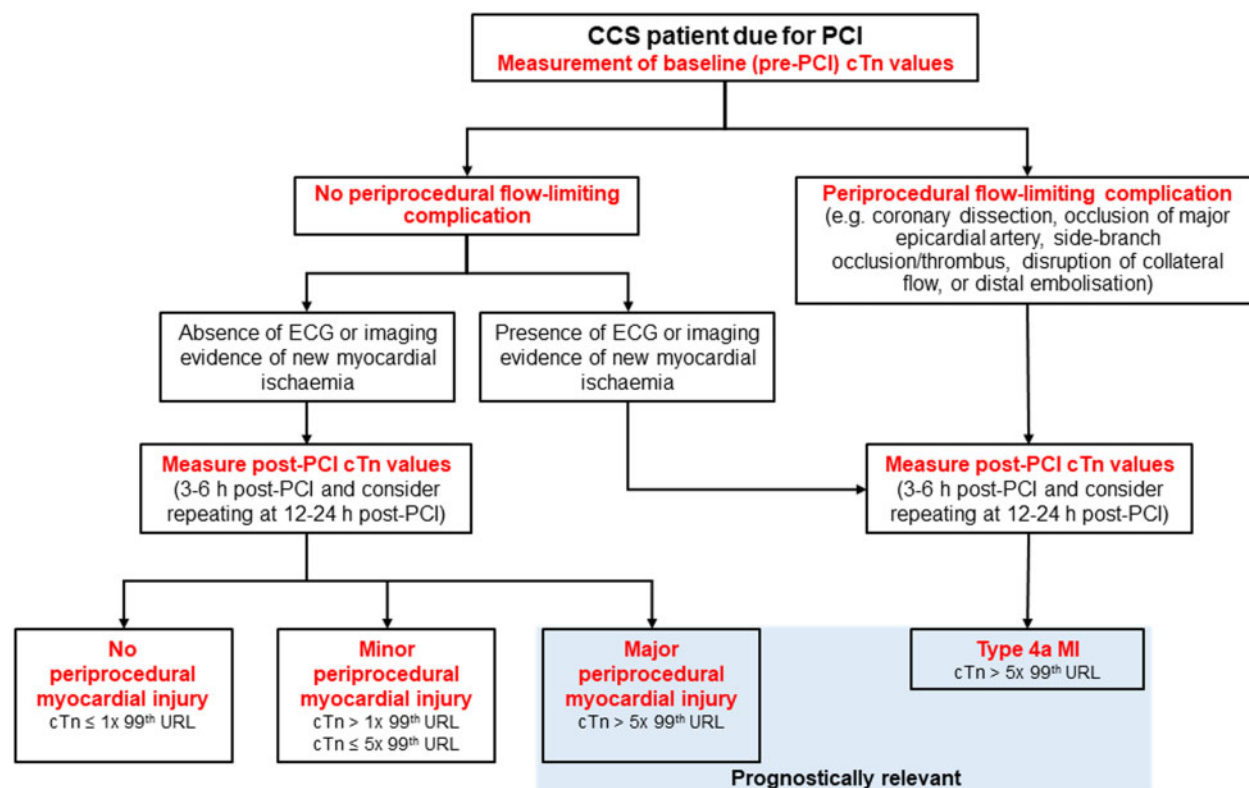 CCS patient due for PCI
Measurement of baseline (pre-PCI) cTn values
No periprocedural flow-limiting
complication
Periprocedural flow-limiting complication
(e.g. coronary dissection, occlusion of major
epicardial artery, side-branch
occlusion/thrombus, disruption of collateral
flow, or distal embolisation)
Absence of ECG or imaging
evidence of new myocardial
ischaemia
Presence of ECG or imaging
evidence of new myocardial
ischaemia
Measure post-PCI cTn values
(3-6 h post-PCI and consider
repeating at 12-24 h post-PCI)
Measure post-PCI cTn values
(3-6 h post-PCI and consider
repeating at 12-24 h post-PCI)
No
periprocedural
myocardial injury
cTn ≤ 1x 99th URL
Minor
periprocedural
myocardial injury
cTn > 1x 99th URL
cTn ≤ 5x 99th URL
Major
periprocedural
myocardial injury
cTn > 5x 99th URL
Type 4a MI
cTn > 5x 99th URL
Prognostically relevant